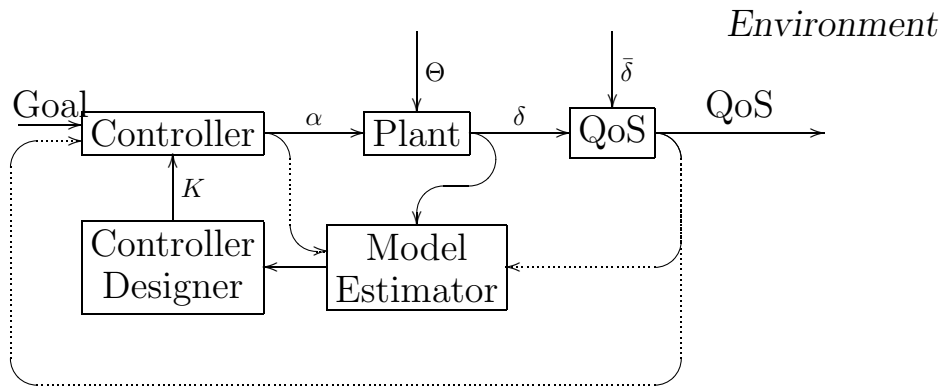 Environment
Θ
δ̄
Goal
α
δ
QoS
Controller
Plant
QoS
K
Controller
Designer
Model
Estimator